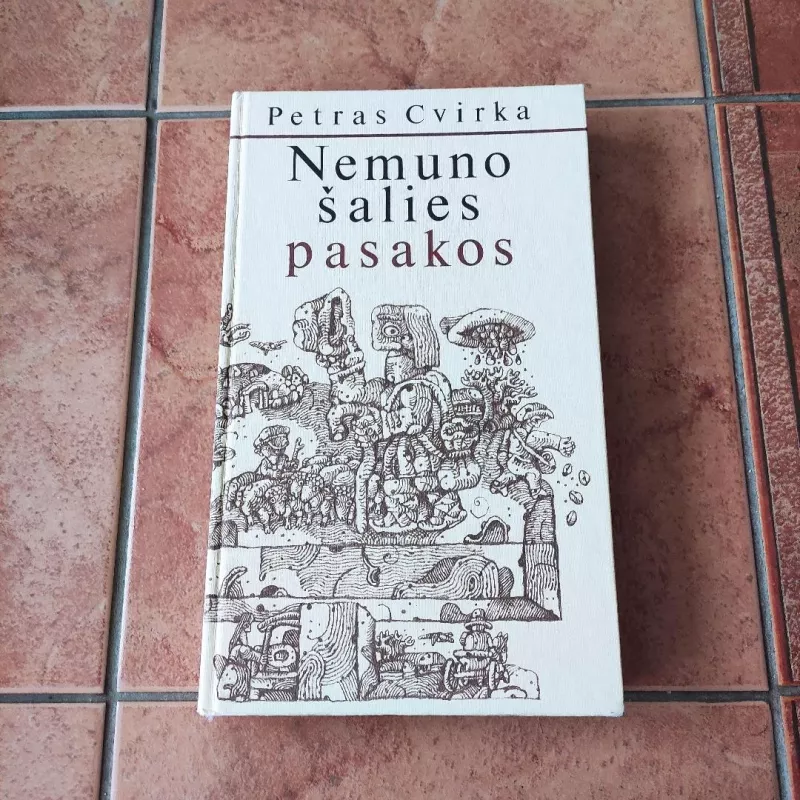 Petras Cvirka
Nemuno
šalies
pasakos